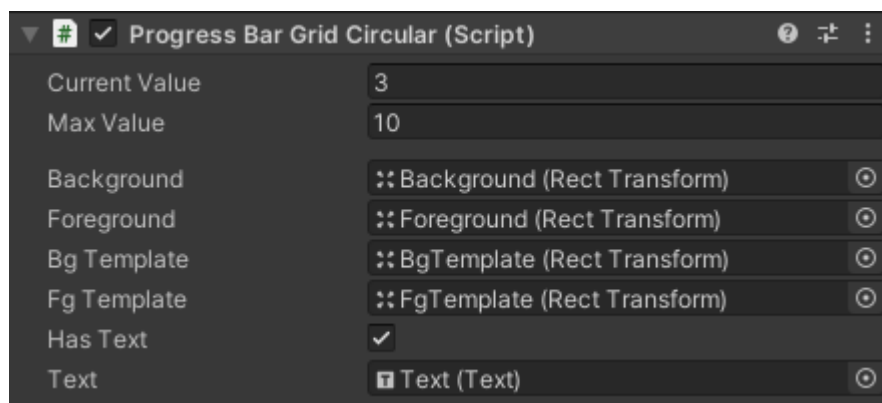 Progress Bar Grid Circular (Script)
Current Value 3
Max Value 10
Background Background (Rect Transform)
Foreground Foreground (Rect Transform)
Bg Template BgTemplate (Rect Transform)
Fg Template FgTemplate (Rect Transform)
Has Text
Text Text (Text)